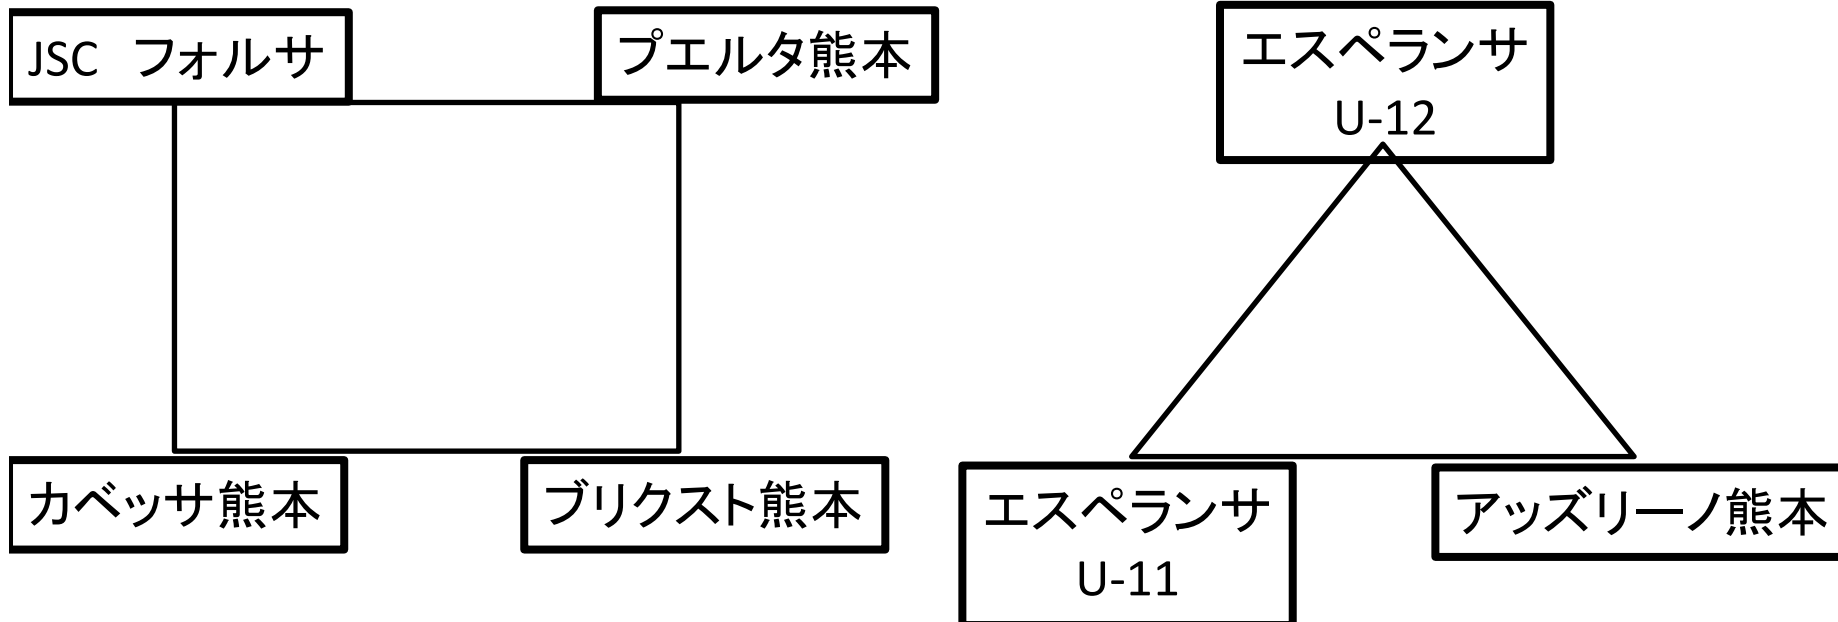 JSC フォルサ
プエルタ熊本
エスペランサ
U-12
カベッサ熊本
ブリクスト熊本
エスペランサ
U-11
アッズリーノ熊本